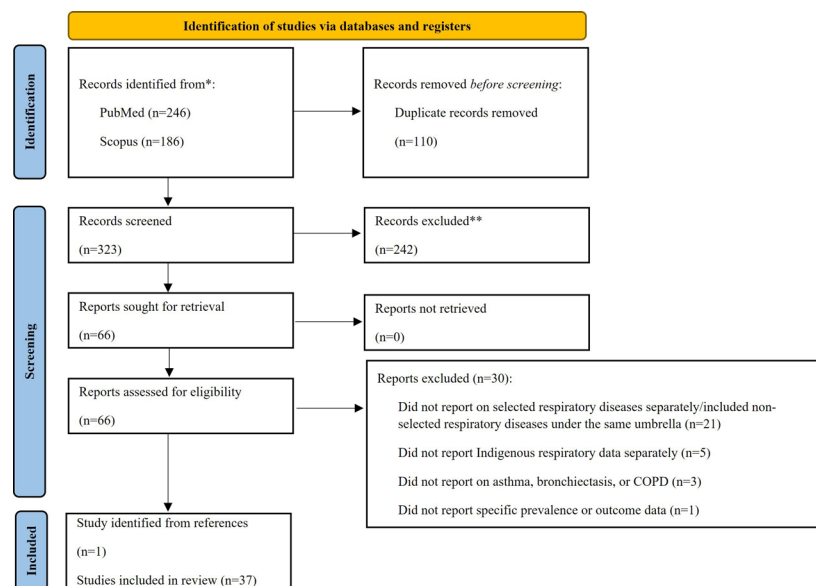 Identification of studies via databases and registers
Identification
Records identified from*:
PubMed (n=246)
Scopus (n=186)
Records removed before screening:
Duplicate records removed
(n=110)
Screening
Records screened
(n=323)
Records excluded**
(n=242)
Reports sought for retrieval
(n=66)
Reports not retrieved
(n=0)
Reports assessed for eligibility
(n=66)
Reports excluded (n=30):
Did not report on selected respiratory diseases separately/included non-
selected respiratory diseases under the same umbrella (n=21)
Did not report Indigenous respiratory data separately (n=5)
Did not report on asthma, bronchiectasis, or COPD (n=3)
Did not report specific prevalence or outcome data (n=1)
Included
Study identified from references
(n=1)
Studies included in review (n=37)